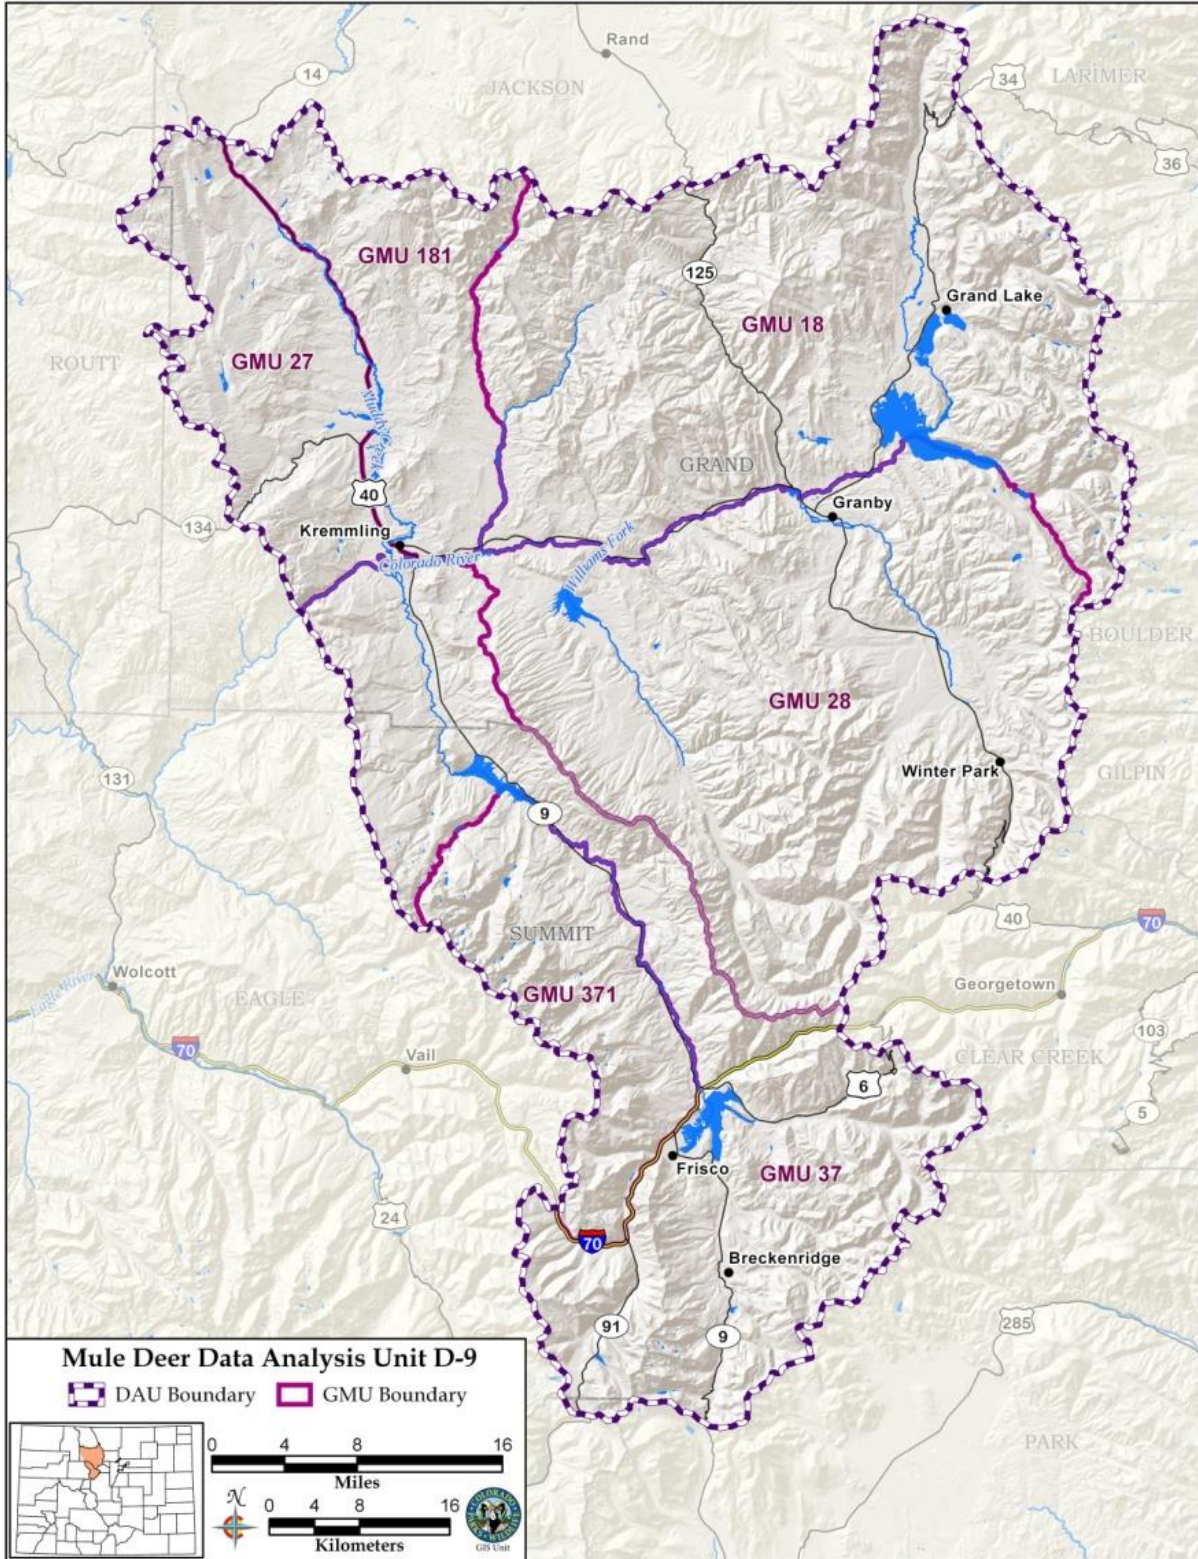 Rand
14
JACKSON
34
LARIMER
36
GMU 181
125
Grand Lake
GMU 18
ROUTT
GMU 27
Muddy Creek
GRAND
40
Granby
134
Kremmling
Colorado River
Williams Fork
BOULDER
GMU 28
131
Winter Park
GILPIN
9
40
70
SUMMIT
Wolcott
Eagle River
EAGLE
GMU 371
Georgetown
103
70
Vail
CLEAR CREEK
6
5
Frisco
GMU 37
24
70
Breckenridge
91
9
285
PARK
Mule Deer Data Analysis Unit D-9
DAU Boundary
GMU Boundary
0 4 8 16
Miles
N
0 4 8 16
Kilometers
COLORADO
PARKS & WILDLIFE
GIS Unit